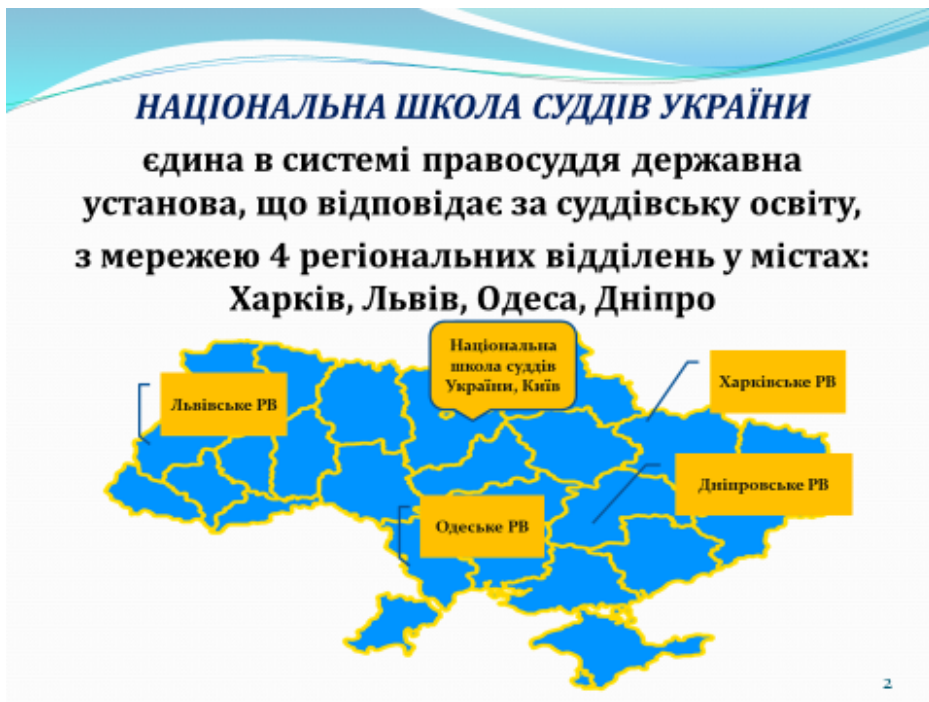 НАЦІОНАЛЬНА ШКОЛА СУДДІВ УКРАЇНИ
єдина в системі правосуддя державна
установа, що відповідає за суддівську освіту,
з мережею 4 регіональних відділень у містах:
Харків, Львів, Одеса, Дніпро
Національна
школа суддів
України, Київ
Харківське РВ
Львівське РВ
Дніпровське РВ
Одеське РВ
2